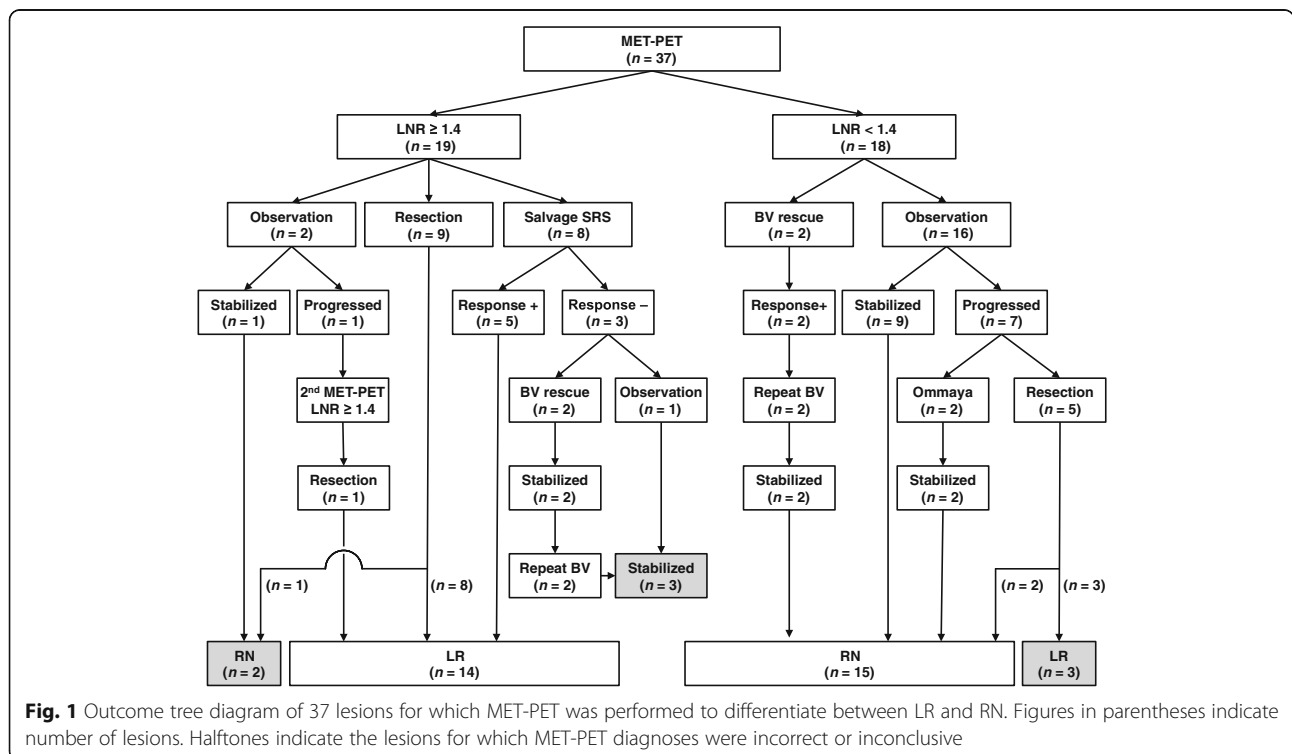 MET-PET
(n = 37)
LNR ≥ 1.4
(n = 19)
LNR < 1.4
(n = 18)
Observation
(n = 2)
Resection
(n = 9)
Salvage SRS
(n = 8)
BV rescue
(n = 2)
Observation
(n = 16)
Stabilized
(n = 1)
Progressed
(n = 1)
Response +
(n = 5)
Response –
(n = 3)
Response+
(n = 2)
Stabilized
(n = 9)
Progressed
(n = 7)
2nd MET-PET
LNR ≥ 1.4
BV rescue
(n = 2)
Observation
(n = 1)
Repeat BV
(n = 2)
Ommaya
(n = 2)
Resection
(n = 5)
Resection
(n = 1)
Stabilized
(n = 2)
Stabilized
(n = 2)
Stabilized
(n = 2)
Repeat BV
(n = 2)
Stabilized
(n = 3)
(n = 1)
(n = 8)
(n = 2)
(n = 3)
RN
(n = 2)
LR
(n = 14)
RN
(n = 15)
LR
(n = 3)
Fig. 1 Outcome tree diagram of 37 lesions for which MET-PET was performed to differentiate between LR and RN. Figures in parentheses indicate
number of lesions. Halftones indicate the lesions for which MET-PET diagnoses were incorrect or inconclusive